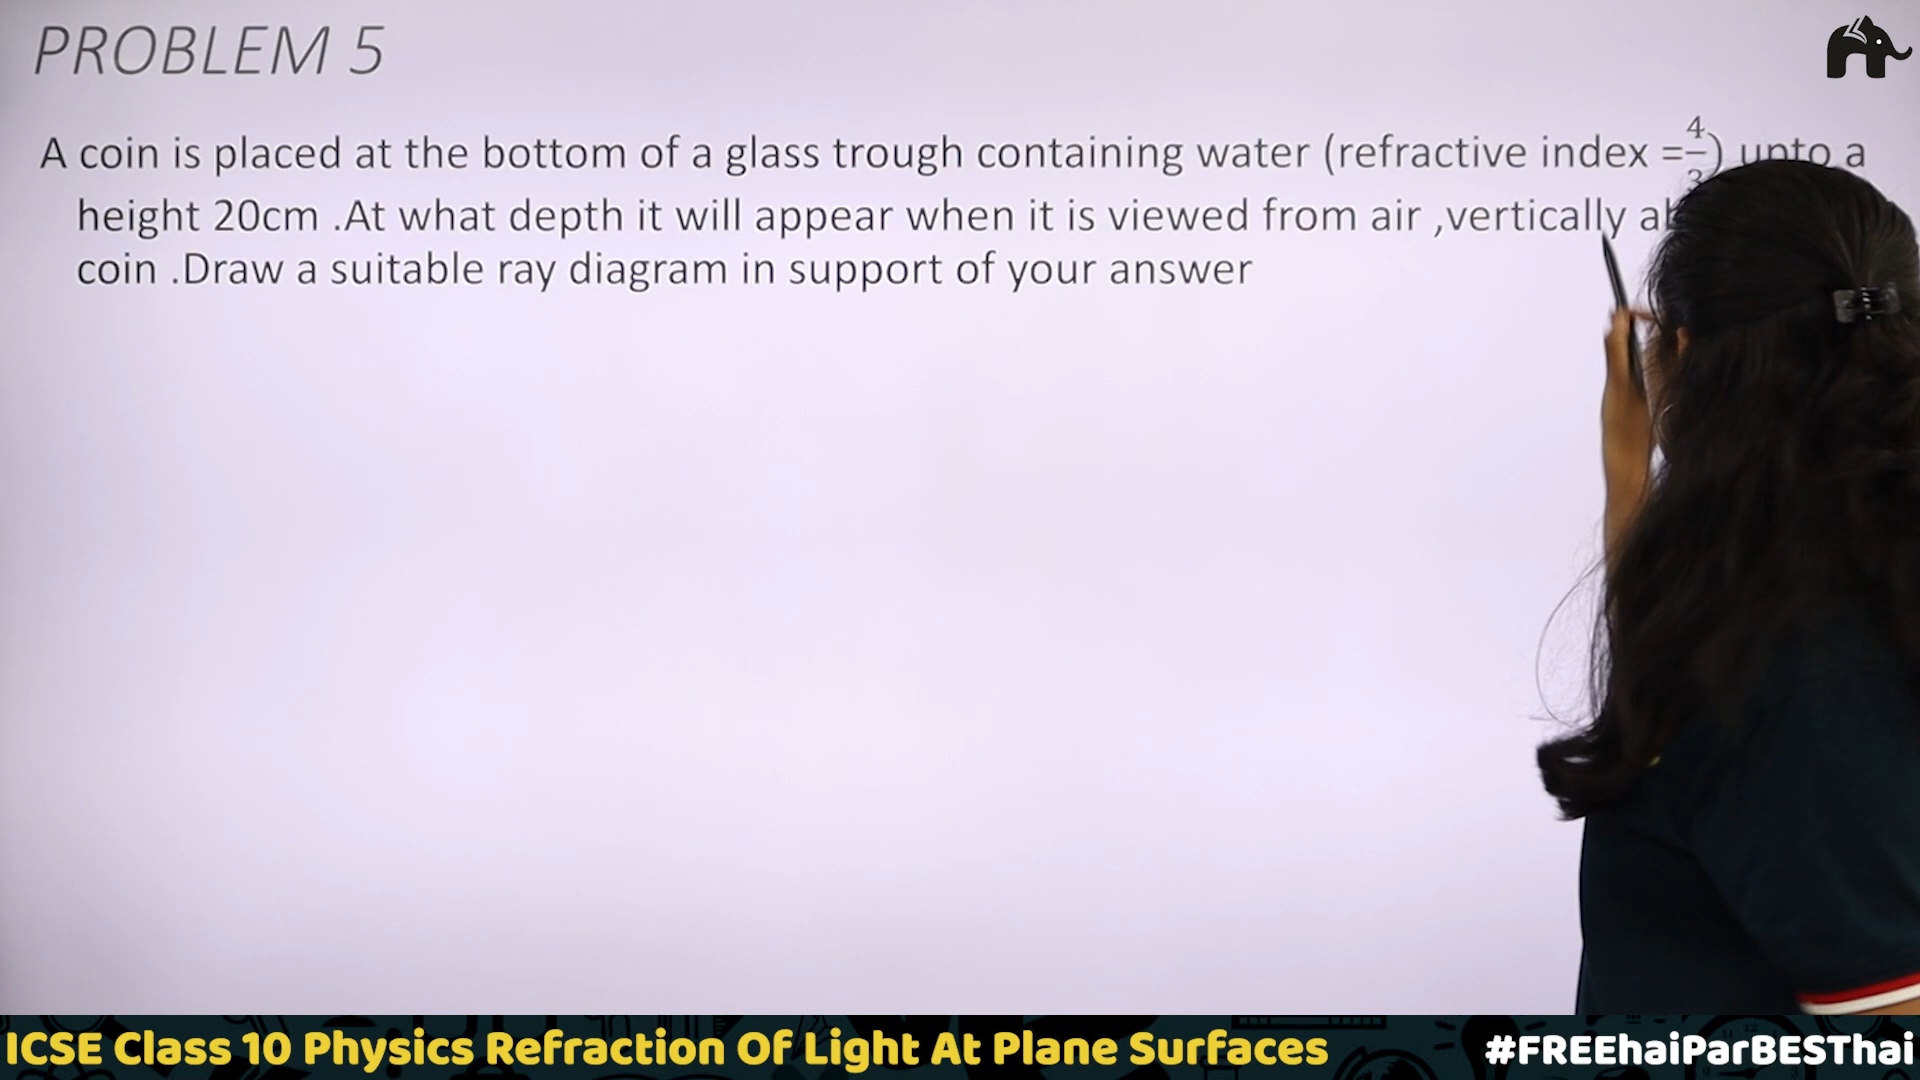 PROBLEM 5
A coin is placed at the bottom of a glass trough containing water (refractive index =4/3) upto a
height 20cm .At what depth it will appear when it is viewed from air ,vertically
coin .Draw a suitable ray diagram in support of your answer
ICSE Class 10 Physics Refraction Of Light At Plane Surfaces
#FREEhaiParBESThai